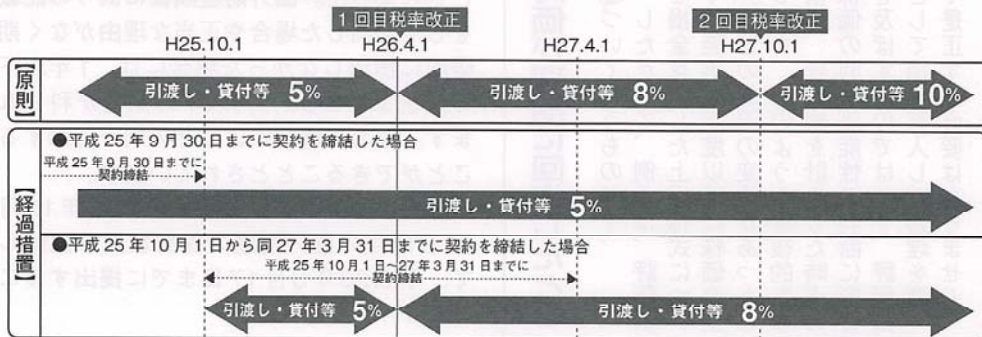 1回目税率改正
2回目税率改正
H25.10.1
H26.4.1
H27.4.1
H27.10.1
【原則】
引渡し・貸付等 5%
引渡し・貸付等 8%
引渡し・貸付等 10%
【経過措置】
●平成25年9月30日までに契約を締結した場合
平成25年9月30日までに
契約締結
引渡し・貸付等 5%
●平成25年10月1日から同27年3月31日までに契約を締結した場合
平成25年10月1日~27年3月31日までに
契約締結
引渡し・貸付等 5%
引渡し・貸付等 8%